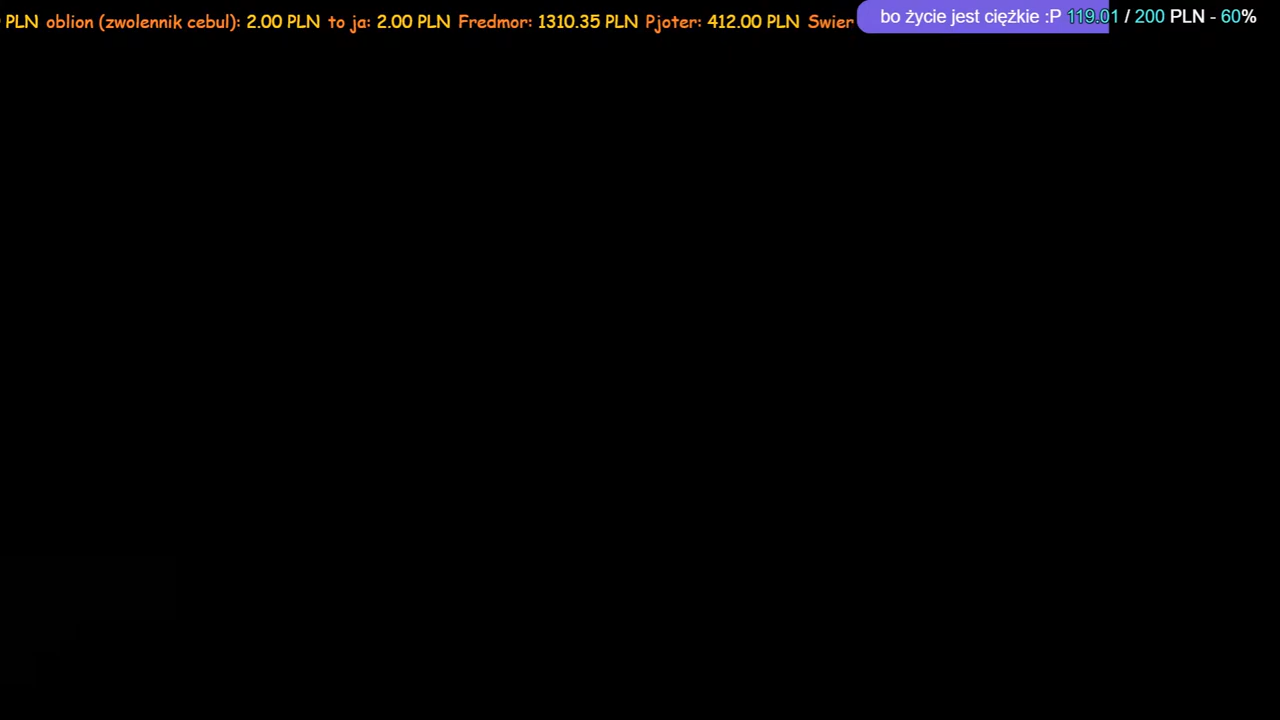 PLN oblion (zwolennik cebul): 2.00 PLN to ja: 2.00 PLN Fredmor: 1310.35 PLN Pjoter: 412.00 PLN Swier
bo życie jest ciężkie :P 119.01 / 200 PLN - 60%